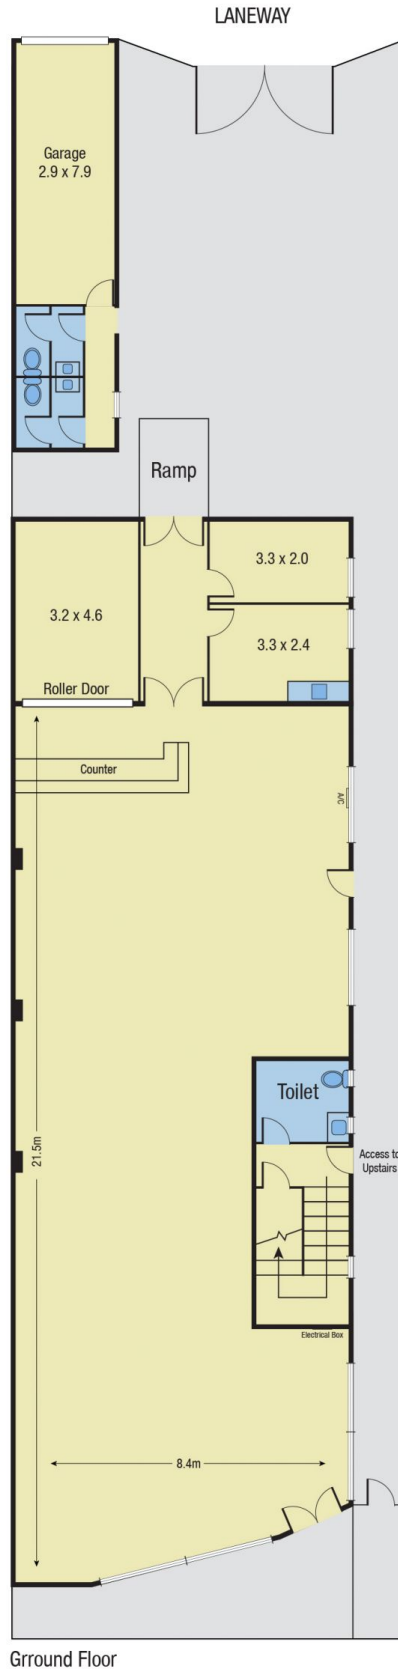 LANEWAY
Garage
2.9 x 7.9
Ramp
3.3 x 2.0
3.2 x 4.6
3.3 x 2.4
Roller Door
Counter
A/C
Toilet
21.5m
Access to
Upstairs
Electrical Box
8.4m
Grround Floor